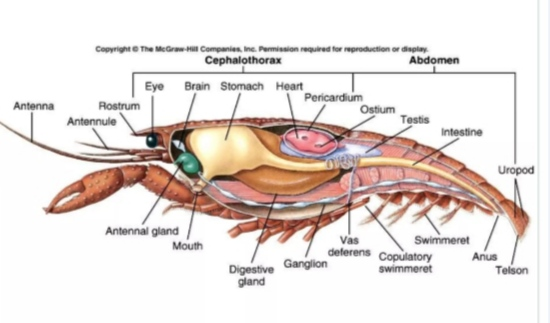 Copyright © The McGraw-Hill Companies, Inc. Permission required for reproduction or display.
Cephalothorax
Abdomen
Eye
Brain
Stomach
Heart
Pericardium
Antenna
Rostrum
Ostium
Antennule
Testis
Intestine
Uropod
Antennal gland
Mouth
Digestive
gland
Ganglion
Vas
deferens
Copulatory
swimmeret
Swimmeret
Anus
Telson